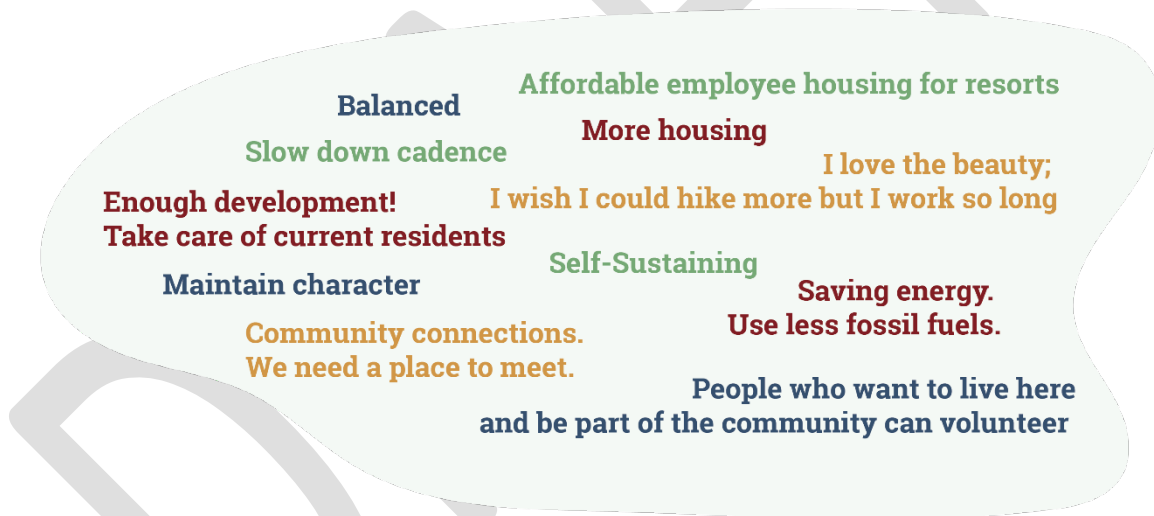 Affordable employee housing for resorts
Balanced
More housing
Slow down cadence
I love the beauty;
I wish I could hike more but I work so long
Enough development!
Take care of current residents
Self-Sustaining
Maintain character
Saving energy.
Use less fossil fuels.
Community connections.
We need a place to meet.
People who want to live here
and be part of the community can volunteer